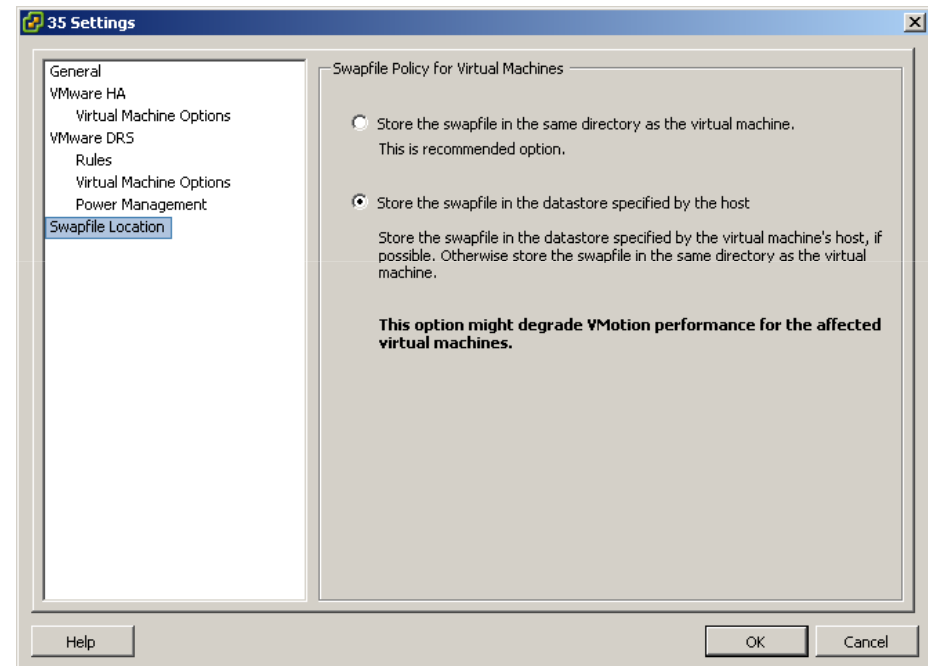 35 Settings
General
VMware HA
Virtual Machine Options
VMware DRS
Rules
Virtual Machine Options
Power Management
Swapfile Location
Swapfile Policy for Virtual Machines
Store the swapfile in the same directory as the virtual machine.
This is recommended option.
Store the swapfile in the datastore specified by the host
Store the swapfile in the datastore specified by the virtual machine's host, if
possible. Otherwise store the swapfile in the same directory as the virtual
machine.
This option might degrade VMotion performance for the affected
virtual machines.
Help
OK
Cancel